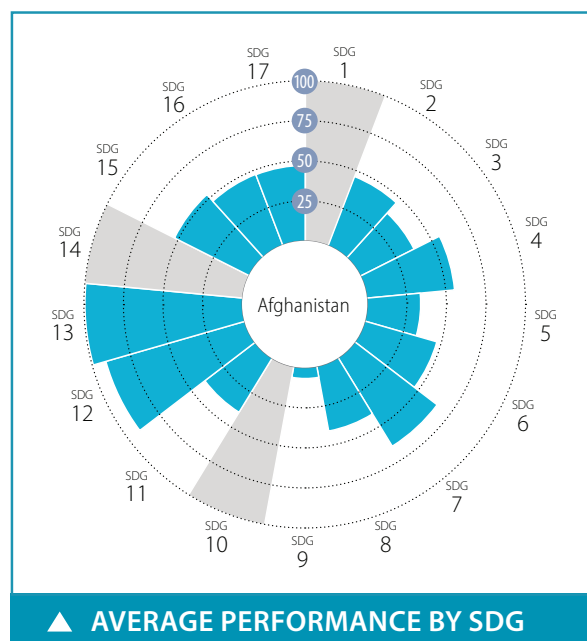 SDG
1
SDG
2
SDG
3
SDG
4
SDG
5
SDG
6
SDG
7
SDG
8
SDG
9
SDG
10
SDG
11
SDG
12
SDG
13
SDG
14
SDG
15
SDG
16
SDG
17
100
75
50
25
Afghanistan
▲ AVERAGE PERFORMANCE BY SDG